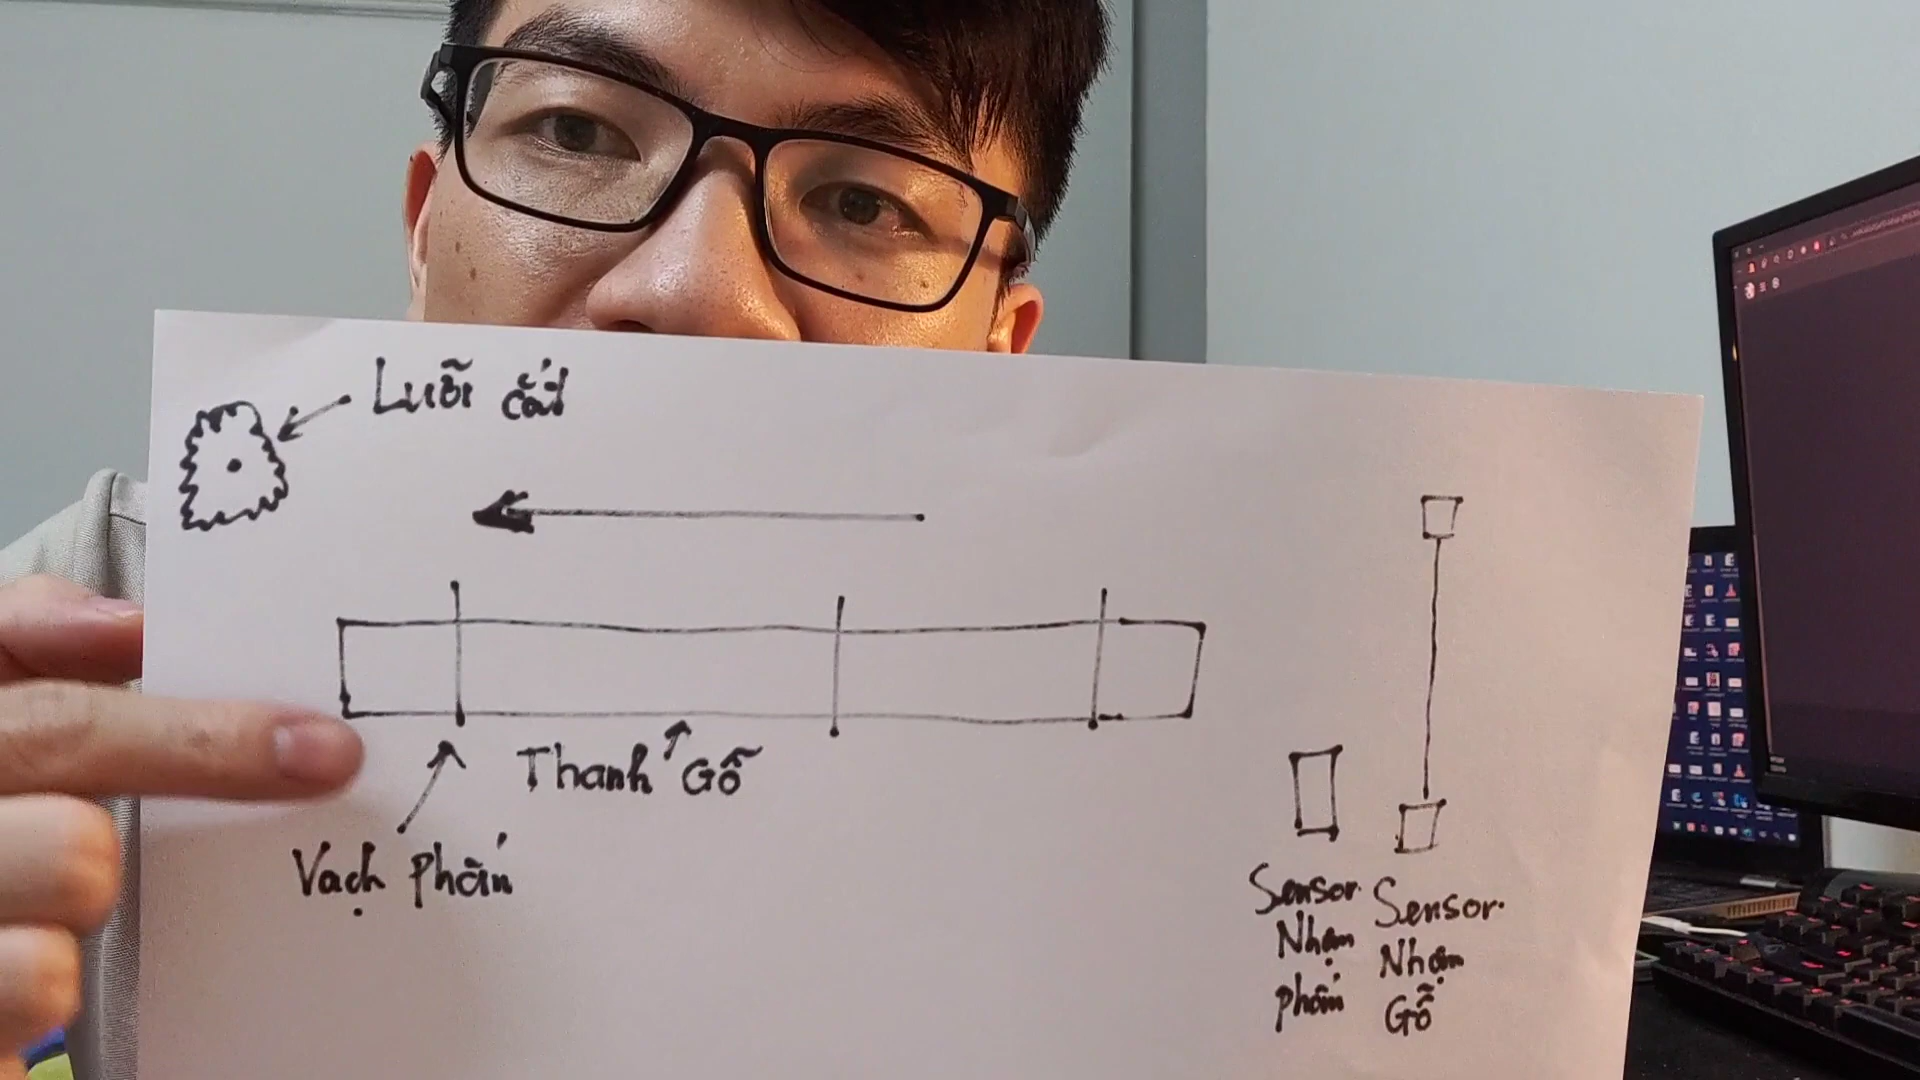 Lưỡi cắt
Thanh Gỗ
Vạch phấn
Sensor
Nhận
phấn
Sensor
Nhận
Gỗ